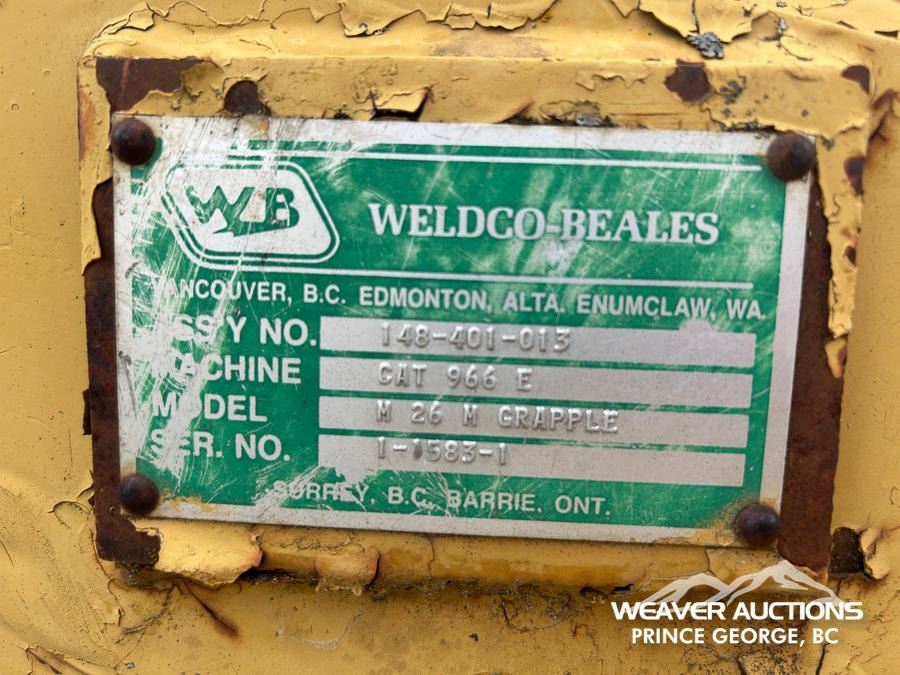 WB WELDCO-BEALES
VANCOUVER, B.C. EDMONTON, ALTA. ENUMCLAW, WA.
ASS'Y NO. 148-401-013
MACHINE CAT 966 E
MODEL M 26 M GRAPPLE
SER. NO. 1-1583-1
SURREY, B.C. BARRIE, ONT.
WEAVER AUCTIONS
PRINCE GEORGE, BC